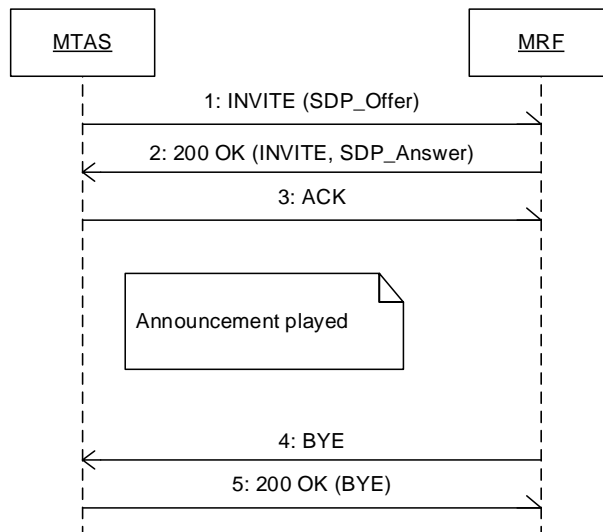 MTAS
MRF
1: INVITE (SDP_Offer)
2: 200 OK (INVITE, SDP_Answer)
3: ACK
Announcement played
4: BYE
5: 200 OK (BYE)